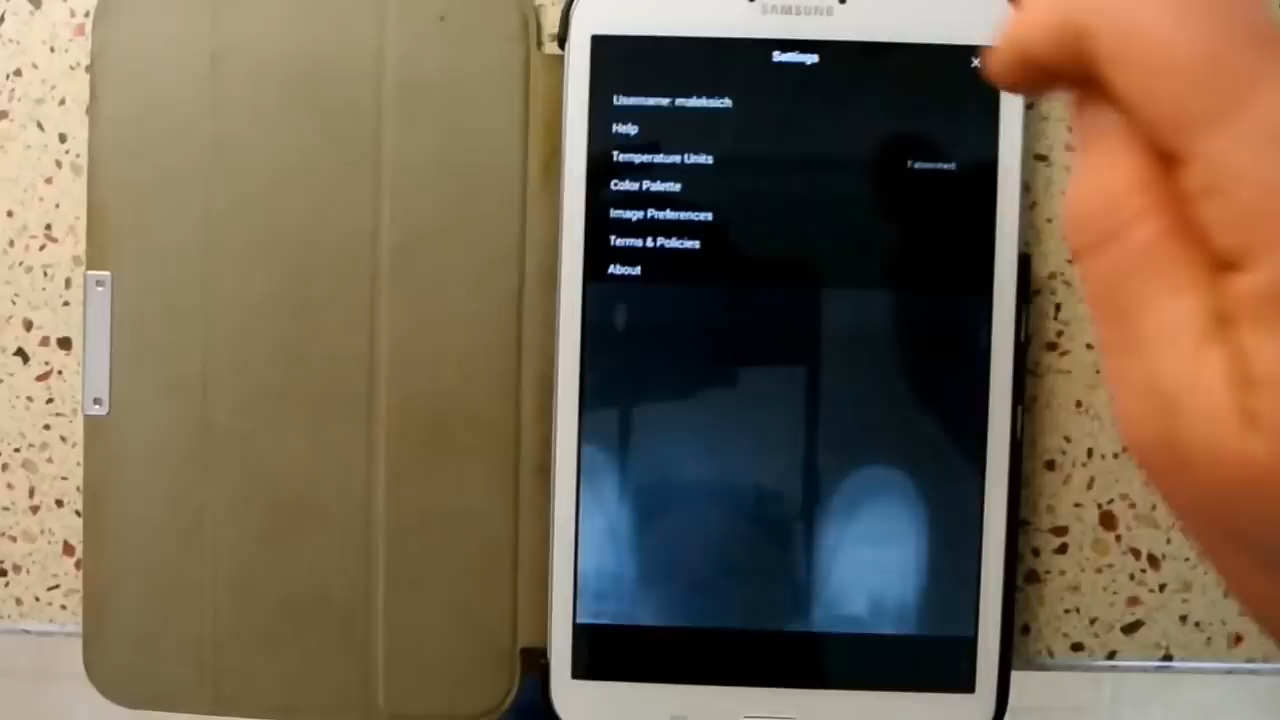 SAMSUNG
Settings
Username: maleksich
Help
Temperature Units
Fahrenheit
Color Palette
Image Preferences
Terms & Policies
About